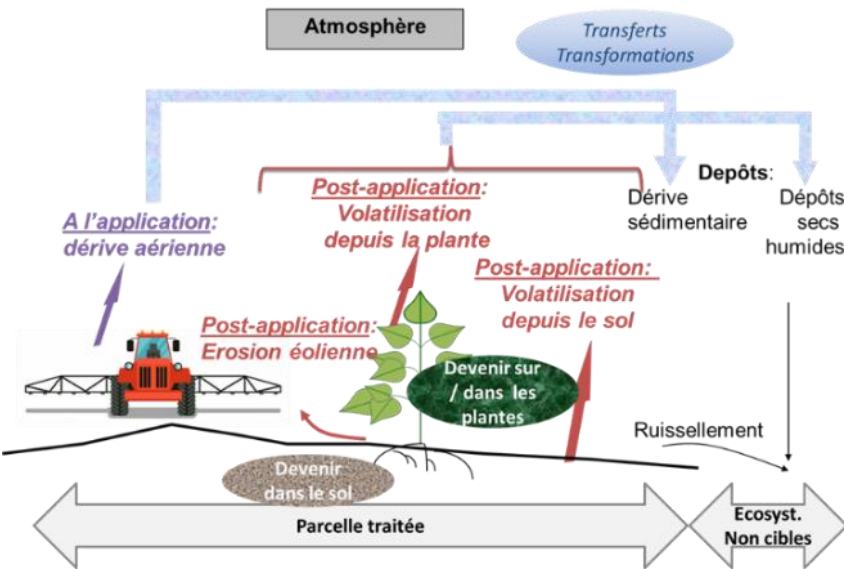 Atmosphère
Transferts
Transformations
A l'application:
dérive aérienne
Post-application:
Volatilisation
depuis la plante
Depôts:
Dérive
sédimentaire
Dépôts
secs
humides
Post-application:
Volatilisation
depuis le sol
Post-application:
Erosion éolienne
Devenir sur
/ dans les
plantes
Ruissellement
Devenir
dans le sol
Parcelle traitée
Ecosyst.
Non cibles